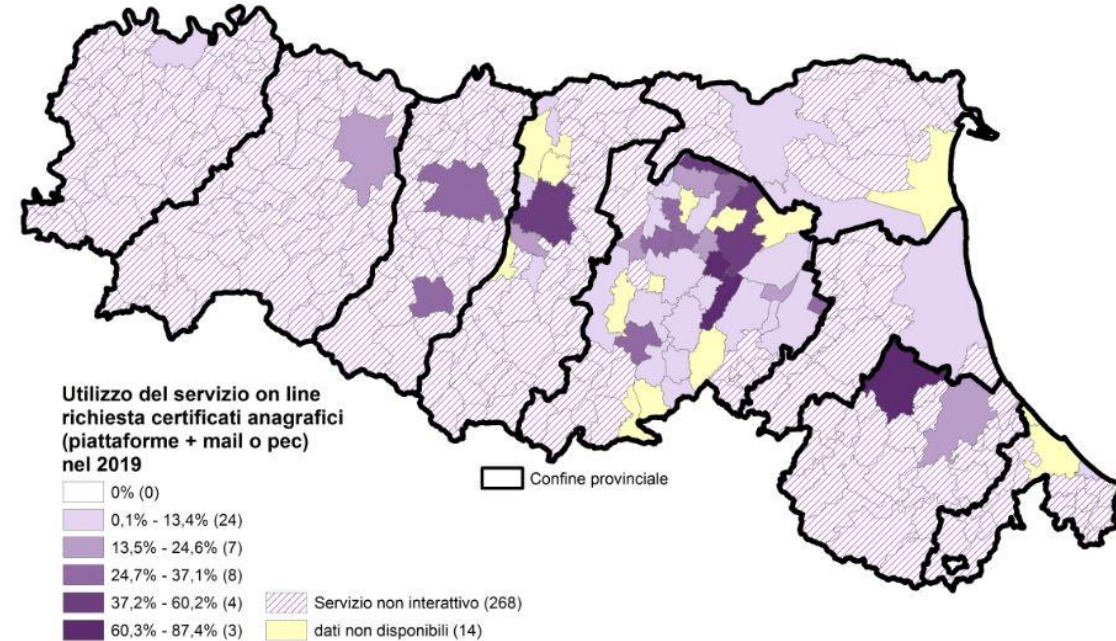 Utilizzo del servizio on line
richiesta certificati anagrafici
(piattaforme + mail o pec)
nel 2019
0% (0)
0,1% - 13,4% (24)
13,5% - 24,6% (7)
24,7% - 37,1% (8)
37,2% - 60,2% (4)
60,3% - 87,4% (3)
Confine provinciale
Servizio non interattivo (268)
dati non disponibili (14)